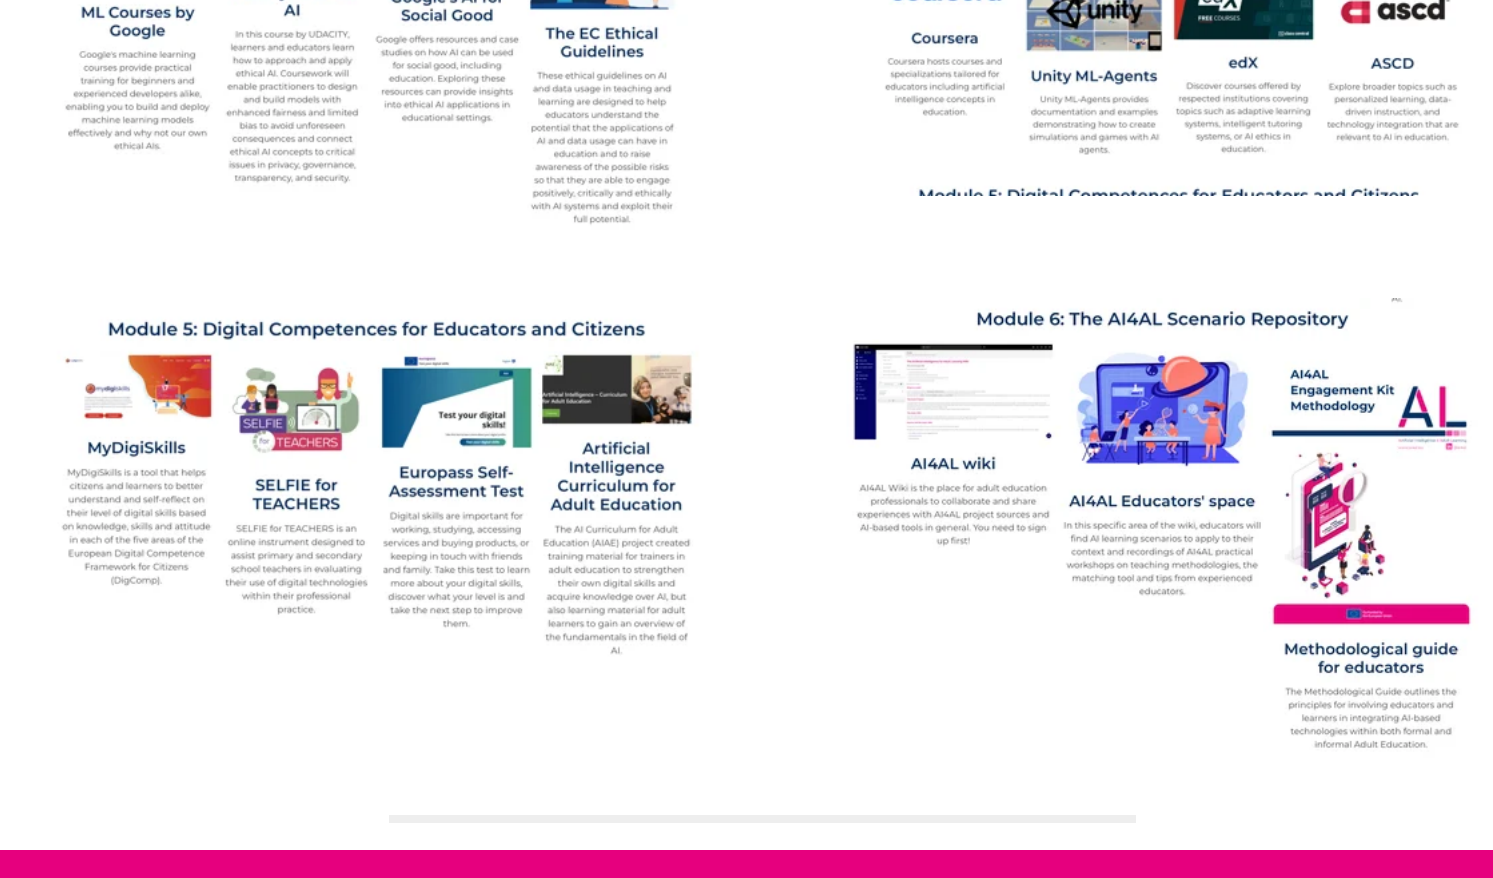 ML Courses by
Google
Google's machine learning
courses provide practical
training for beginners and
experienced developers alike,
enabling you to build and deploy
machine learning models
effectively and why not our own
ethical AIs.
AI
In this course by UDACITY,
learners and educators learn
how to approach and apply
ethical AI. Coursework will
enable practitioners to design
and build models with
enhanced fairness and limited
bias to avoid unforeseen
consequences and connect
ethical AI concepts to critical
issues in privacy, governance,
transparency, and security.
Google's AI for
Social Good
Google offers resources and case
studies on how AI can be used
for social good, including
education. Exploring these
resources can provide insights
into ethical AI applications in
educational settings.
The EC Ethical
Guidelines
These ethical guidelines on AI
and data usage in teaching and
learning are designed to help
educators understand the
potential that the applications of
AI and data usage can have in
education and to raise
awareness of the possible risks
so that they are able to engage
positively, critically and ethically
with AI systems and exploit their
full potential.
coursera
Coursera
Coursera hosts courses and
specializations tailored for
educators including artificial
intelligence concepts in
education.
unity
Unity ML-Agents
Unity ML-Agents provides
documentation and examples
demonstrating how to create
simulations and games with AI
agents.
edX
FREE COURSES
edX
Discover courses offered by
respected institutions covering
topics such as adaptive learning
systems, intelligent tutoring
systems, or AI ethics in
education.
ascd
ASCD
Explore broader topics such as
personalized learning, data-
driven instruction, and
technology integration that are
relevant to AI in education.
Module 5: Digital Competences for Educators and Citizens
Module 5: Digital Competences for Educators and Citizens
mydigiskills
MyDigiSkills
MyDigiSkills is a tool that helps
citizens and learners to better
understand and self-reflect on
their level of digital skills based
on knowledge, skills and attitude
in each of the five areas of the
European Digital Competence
Framework for Citizens
(DigComp).
SELFIE
for
TEACHERS
SELFIE for
TEACHERS
SELFIE for TEACHERS is an
online instrument designed to
assist primary and secondary
school teachers in evaluating
their use of digital technologies
within their professional
practice.
europass
Test your digital
skills!
Europass Self-
Assessment Test
Digital skills are important for
working, studying, accessing
services and buying products, or
keeping in touch with friends
and family. Take this test to learn
more about your digital skills,
discover what your level is and
take the next step to improve
them.
Artificial Intelligence – Curriculum
for Adult Education
Artificial
Intelligence
Curriculum for
Adult Education
The AI Curriculum for Adult
Education (AIAE) project created
training material for trainers in
adult education to strengthen
their own digital skills and
acquire knowledge over AI, but
also learning material for adult
learners to gain an overview of
the fundamentals in the field of
AI.
AI.
Module 6: The AI4AL Scenario Repository
AI4AL wiki
AI4AL Wiki is the place for adult education
professionals to collaborate and share
experiences with AI4AL project sources and
AI-based tools in general. You need to sign
up first!
AI4AL Educators' space
In this specific area of the wiki, educators will
find AI learning scenarios to apply to their
context and recordings of AI4AL practical
workshops on teaching methodologies, the
matching tool and tips from experienced
educators.
AI4AL
Engagement Kit
Methodology
AL
Methodological guide
for educators
The Methodological Guide outlines the
principles for involving educators and
learners in integrating AI-based
technologies within both formal and
informal Adult Education.